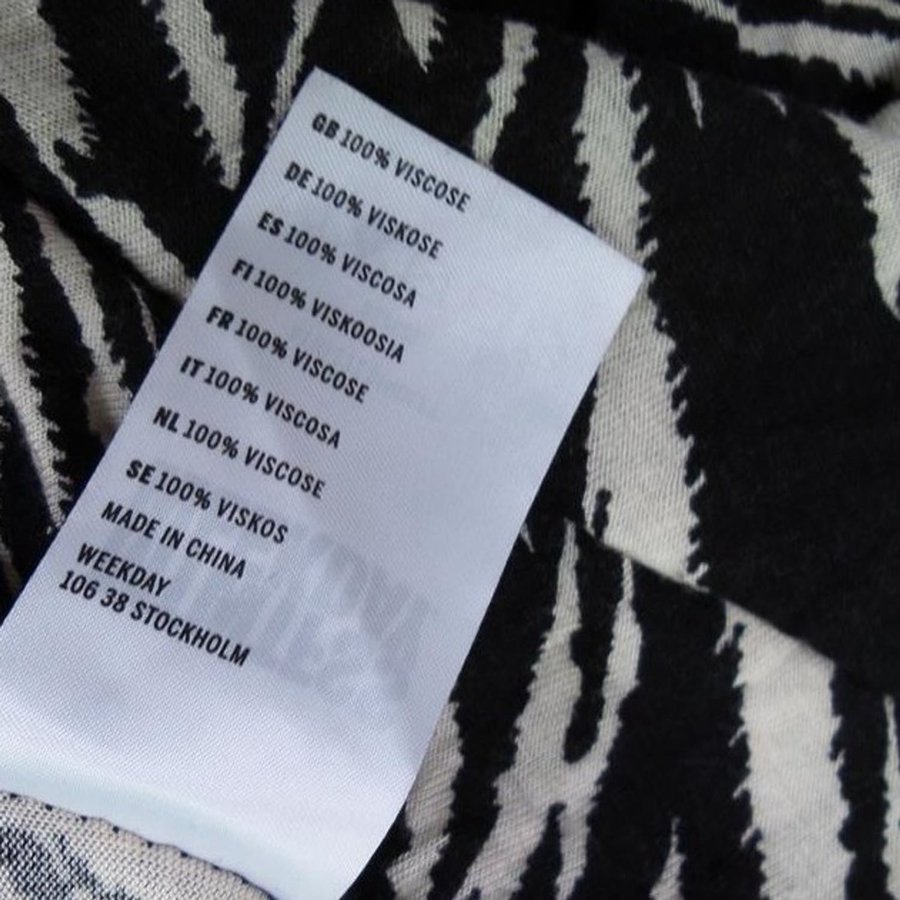 GB 100% VISCOSE
DE 100% VISKOSE
ES 100% VISCOSA
FI 100% VISKOOSIA
FR 100% VISCOSE
IT 100% VISCOSA
NL 100% VISCOSE
SE 100% VISKOS
MADE IN CHINA
WEEKDAY
106 38 STOCKHOLM